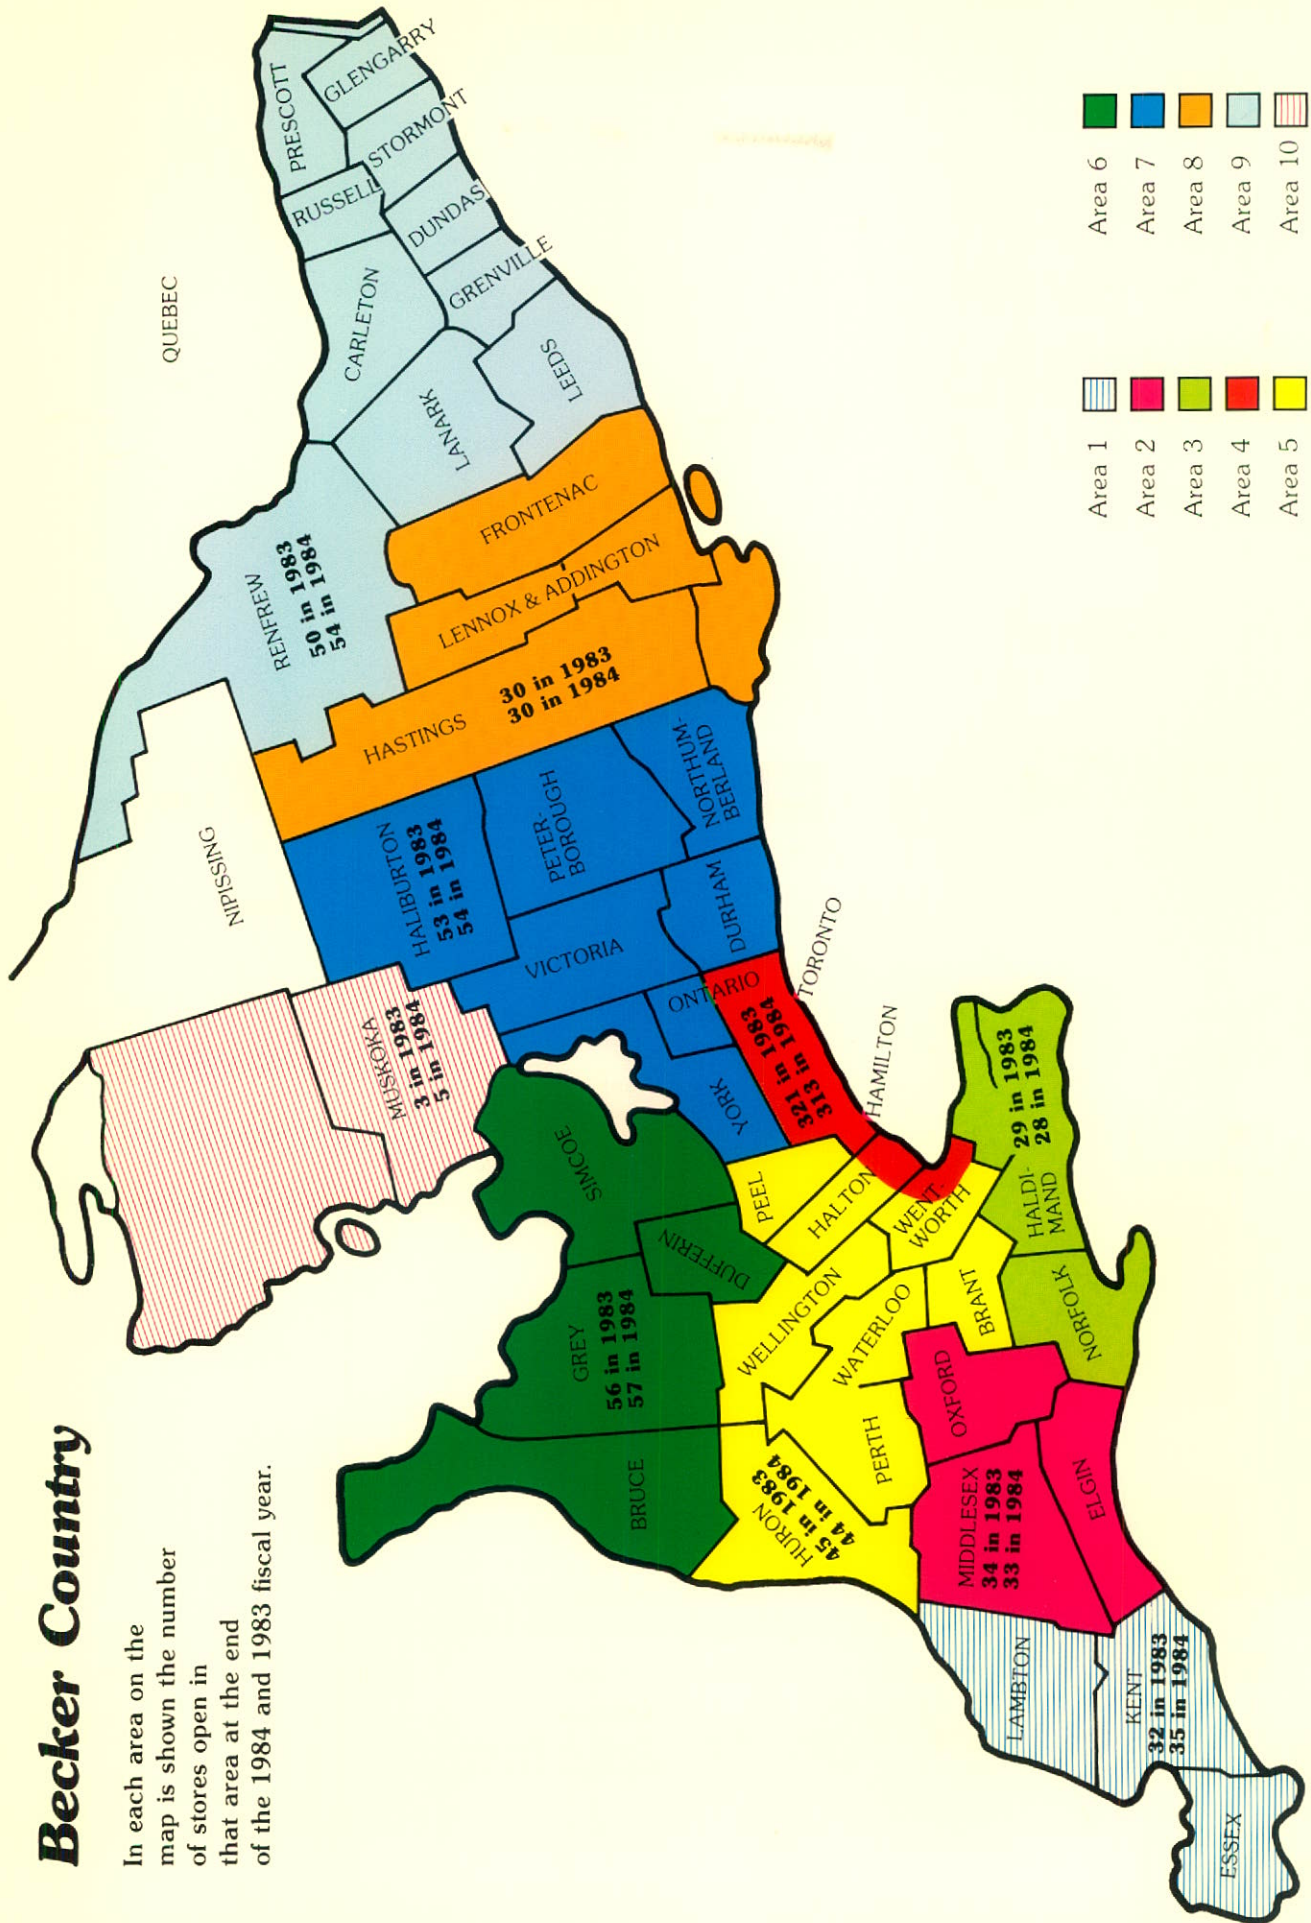 Becker Country
In each area on the
map is shown the number
of stores open in
that area at the end
of the 1984 and 1983 fiscal year.
QUEBEC
PRESCOTT
GLENGARRY
RUSSELL
STORMONT
DUNDAS
GRENVILLE
CARLETON
LANARK
LEEDS
RENFREW
50 in 1983
54 in 1984
FRONTENAC
LENNOX & ADDINGTON
HASTINGS
30 in 1983
30 in 1984
NIPISSING
HALIBURTON
53 in 1983
54 in 1984
PETER-
BOROUGH
NORTHUM-
BERLAND
VICTORIA
DURHAM
ONTARIO
YORK
MUSKOKA
3 in 1983
5 in 1984
321 in 1983
313 in 1984
TORONTO
HAMILTON
SIMCOE
DUFFERIN
GREY
56 in 1983
57 in 1984
BRUCE
PEEL
HALTON
WENT-
WORTH
WELLINGTON
WATERLOO
BRANT
PERTH
HURON
45 in 1983
44 in 1984
29 in 1983
28 in 1984
HALDI-
MAND
NORFOLK
OXFORD
MIDDLESEX
34 in 1983
33 in 1984
ELGIN
LAMBTON
KENT
32 in 1983
35 in 1984
ESSEX
Area 1
Area 2
Area 3
Area 4
Area 5
Area 6
Area 7
Area 8
Area 9
Area 10